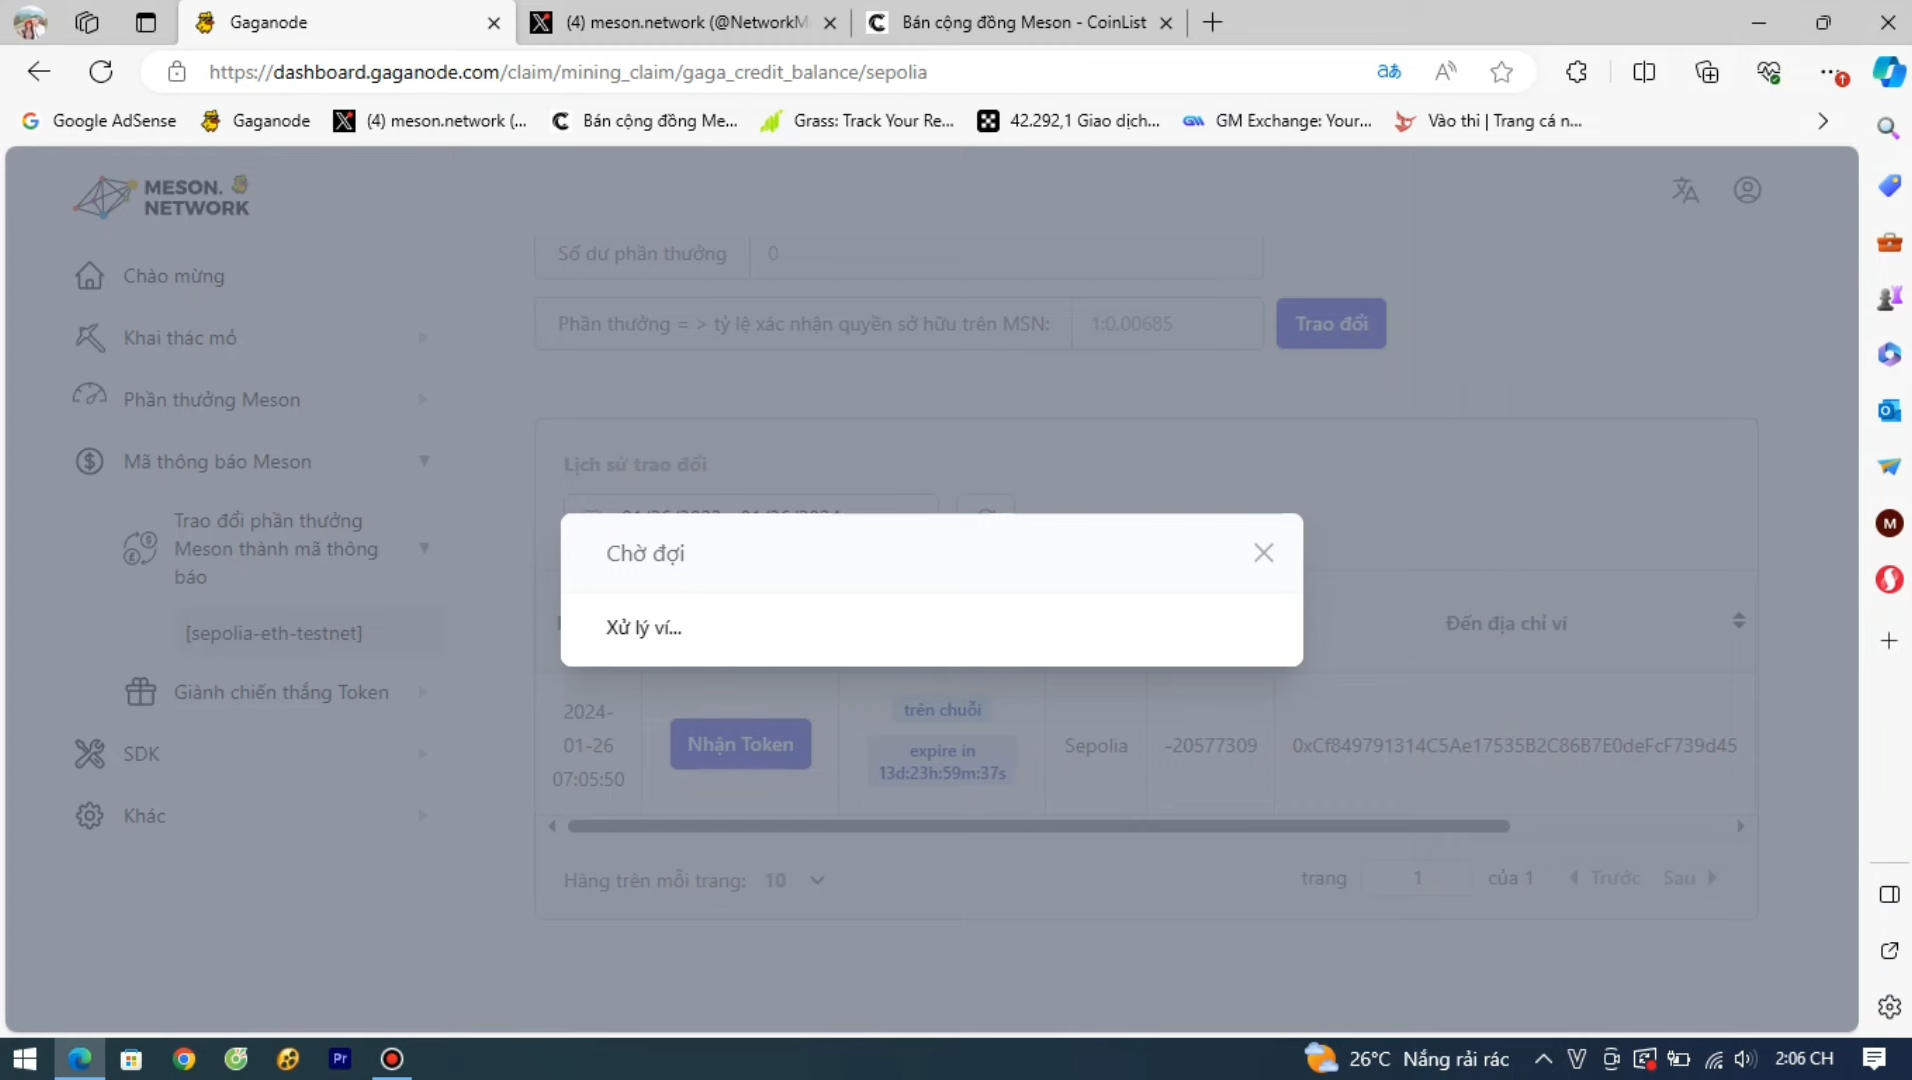 Gaganode
(4) meson.network (@NetworkM
Bán cộng đồng Meson - CoinList
https://dashboard.gaganode.com/claim/mining_claim/gaga_credit_balance/sepolia
Google AdSense
Gaganode
(4) meson.network (...
Bán cộng đồng Me...
Grass: Track Your Re...
42.292,1 Giao dịch...
GM Exchange: Your...
Vào thi | Trang cá n...
MESON.
NETWORK
Chào mừng
Khai thác mỏ
Phần thưởng Meson
Mã thông báo Meson
Trao đổi phần thưởng
Meson thành mã thông
báo
[sepolia-eth-testnet]
Giành chiến thắng Token
SDK
Khác
Số dư phần thưởng 0
Phần thưởng = > tỷ lệ xác nhận quyền sở hữu trên MSN: 1:0.00685
Trao đổi
Lịch sử trao đổi
Chờ đợi
Xử lý ví...
Đến địa chỉ ví
2024-
01-26
07:05:50
Nhận Token
trên chuỗi
expire in
13d:23h:59m:37s
Sepolia
-20577309
0xCf849791314C5Ae17535B2C86B7E0deFcF739d45
Hàng trên mỗi trang: 10
trang 1 của 1 Trước Sau
M
Pr
26°C Nắng rải rác
2:06 CH